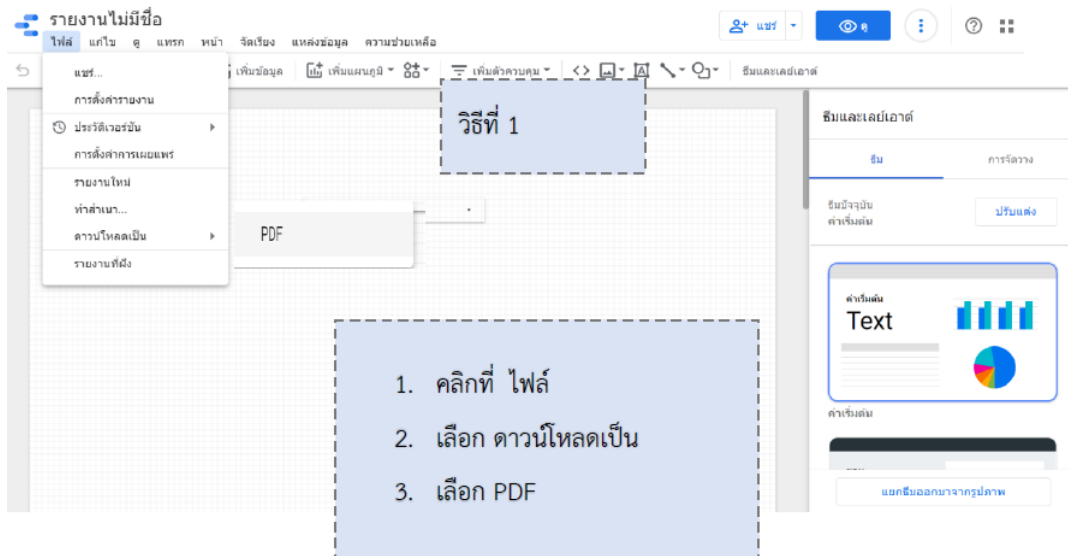 รายงานไม่มีชื่อ
ไฟล์ แก้ไข ดู แทรก หน้า จัดเรียง แหล่งข้อมูล ความช่วยเหลือ
แชร์ ดู
เพิ่มข้อมูล เพิ่มแผนภูมิ เพิ่มตัวควบคุม ธีมและเลย์เอาต์
แชร์...
การตั้งค่ารายงาน
ประวัติเวอร์ชัน
การตั้งค่าการเผยแพร่
รายงานใหม่
ทำสำเนา...
ดาวน์โหลดเป็น
รายงานที่ฝัง
PDF
วิธีที่ 1
1. คลิกที่ ไฟล์
2. เลือก ดาวน์โหลดเป็น
3. เลือก PDF
ธีมและเลย์เอาต์
ธีม การจัดวาง
ธีมปัจจุบัน
ค่าเริ่มต้น
ปรับแต่ง
ค่าเริ่มต้น
Text
ค่าเริ่มต้น
แยกธีมออกมาจากรูปภาพ